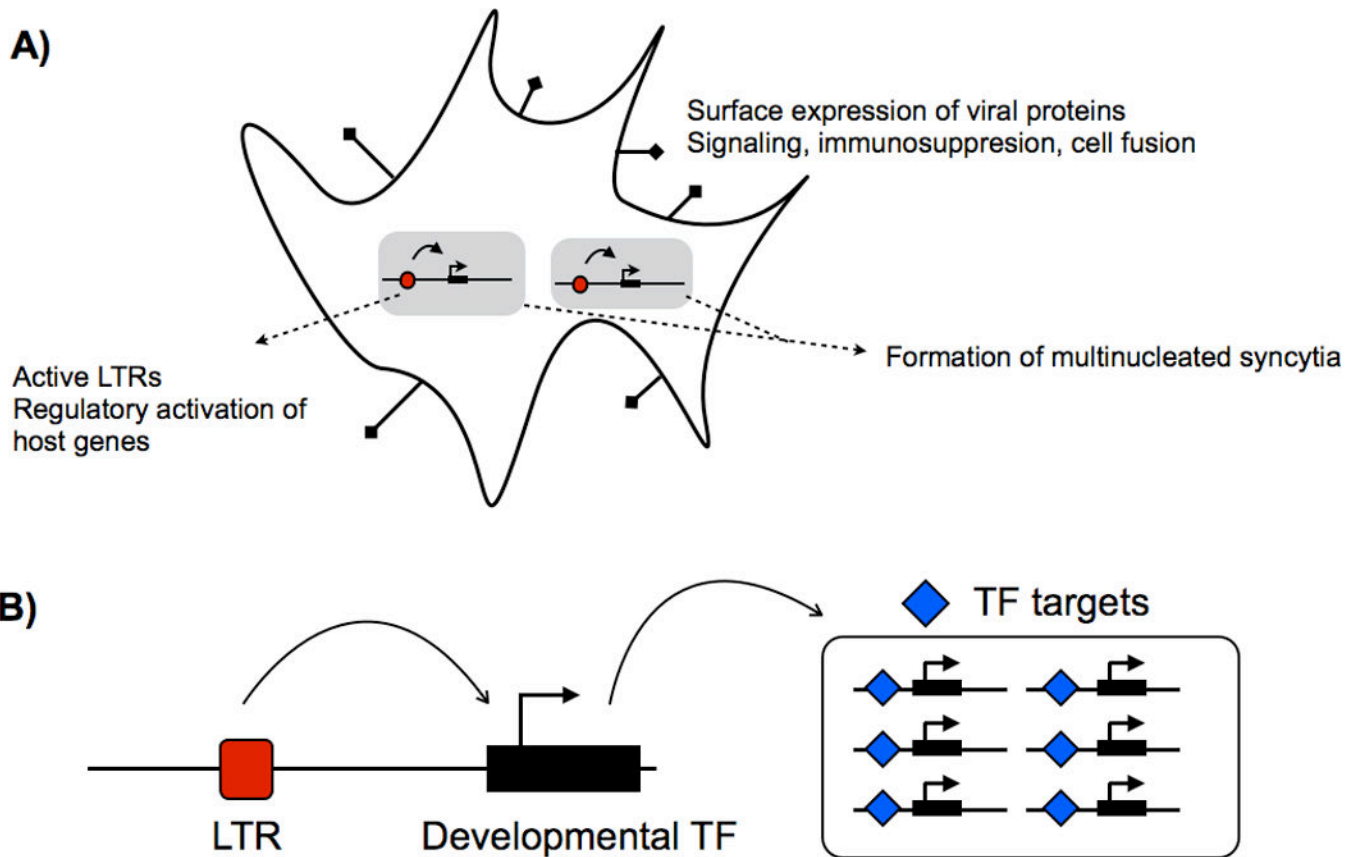 A)
Surface expression of viral proteins
Signaling, immunosuppresion, cell fusion
Active LTRs
Regulatory activation of
host genes
Formation of multinucleated syncytia
B)
TF targets
LTR
Developmental TF